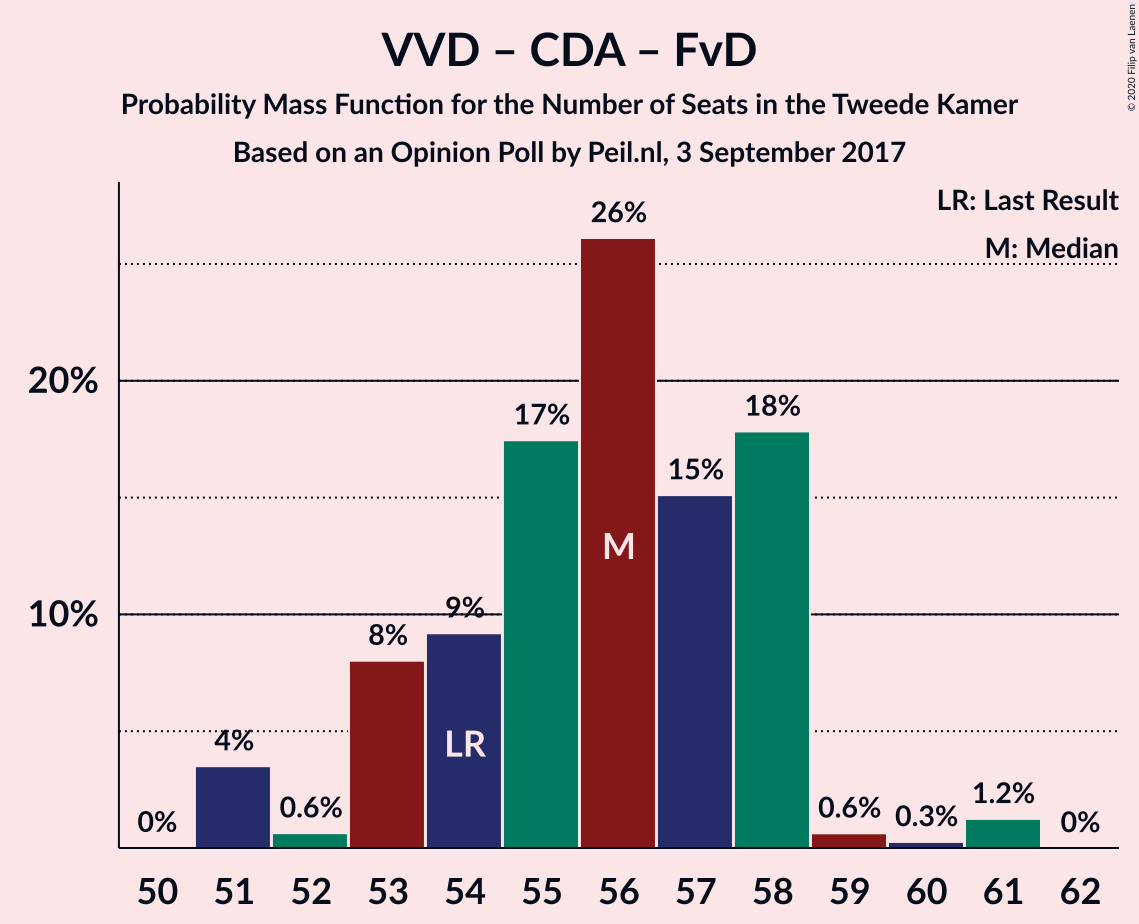 VVD – CDA – FvD
Probability Mass Function for the Number of Seats in the Tweede Kamer
Based on an Opinion Poll by Peil.nl, 3 September 2017
© 2020 Filip van Laenen
LR: Last Result
M: Median
26%
20%
18%
17%
15%
M
10%
9%
8%
LR
4%
1.2%
0.6%
0.6%
0.3%
0%
0%
50 51 52 53 54 55 56 57 58 59 60 61 62